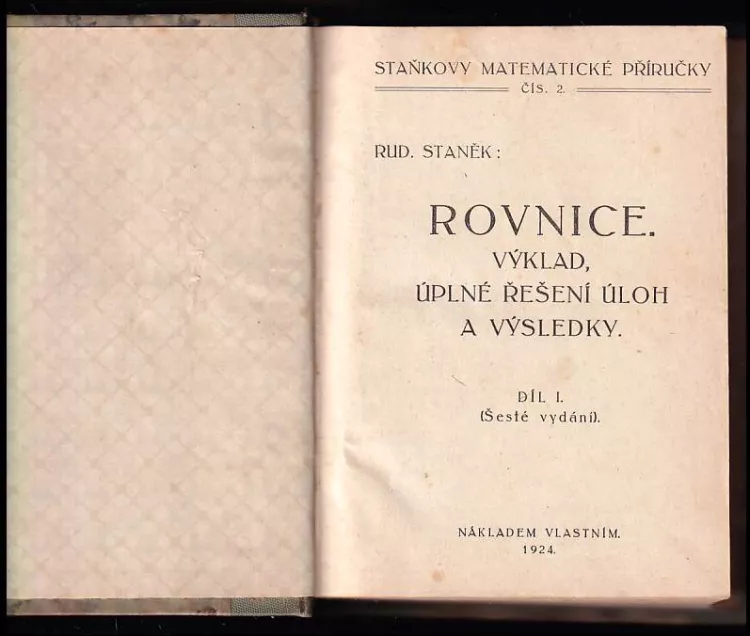 STAŇKOVY MATEMATICKÉ PŘÍRUČKY
ČÍS. 2.
RUD. STANĚK:
ROVNICE.
VÝKLAD,
ÚPLNÉ ŘEŠENÍ ÚLOH
A VÝSLEDKY.
DÍL I.
(Šesté vydání).
NÁKLADEM VLASTNÍM.
1924.